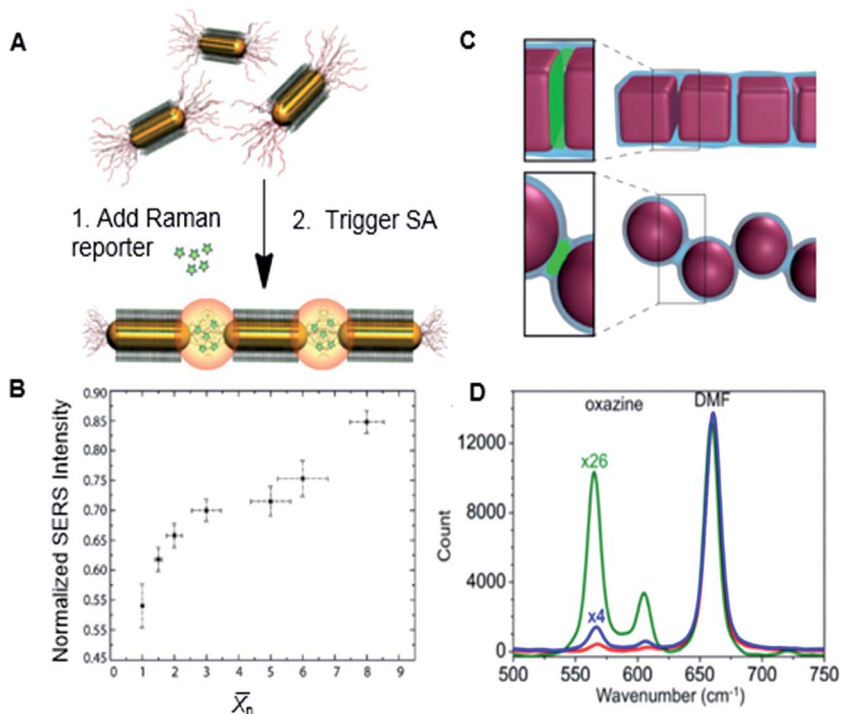 A
1. Add Raman
reporter
2. Trigger SA
B
Normalized SERS Intensity
0.90
0.85
0.80
0.75
0.70
0.65
0.60
0.55
0.45
0 1 2 3 4 5 6 7 8 9
X̅n
C
D
oxazine
DMF
x26
x4
Count
12000
8000
4000
0
500 550 600 650 700 750
Wavenumber (cm⁻¹)